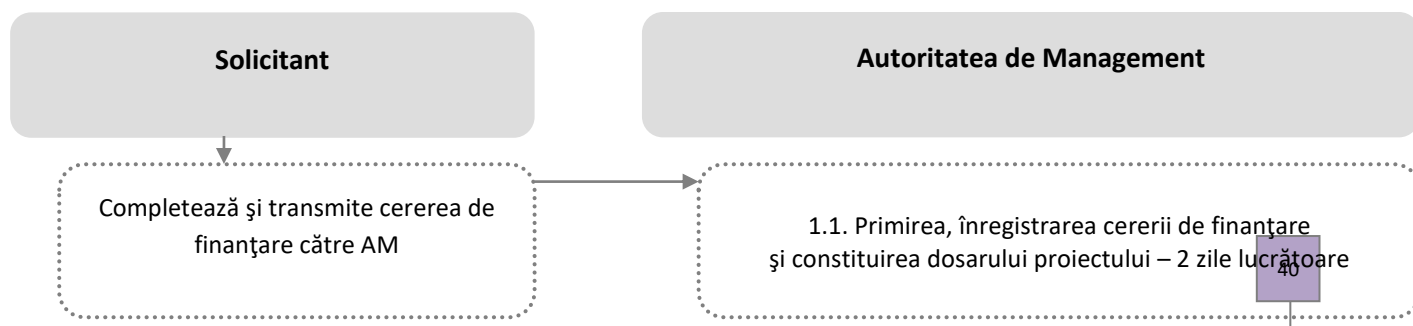 Solicitant
Autoritatea de Management
Completează şi transmite cererea de
finanţare către AM
1.1. Primirea, înregistrarea cererii de finanţare
şi constituirea dosarului proiectului – 2 zile lucrătoare
40